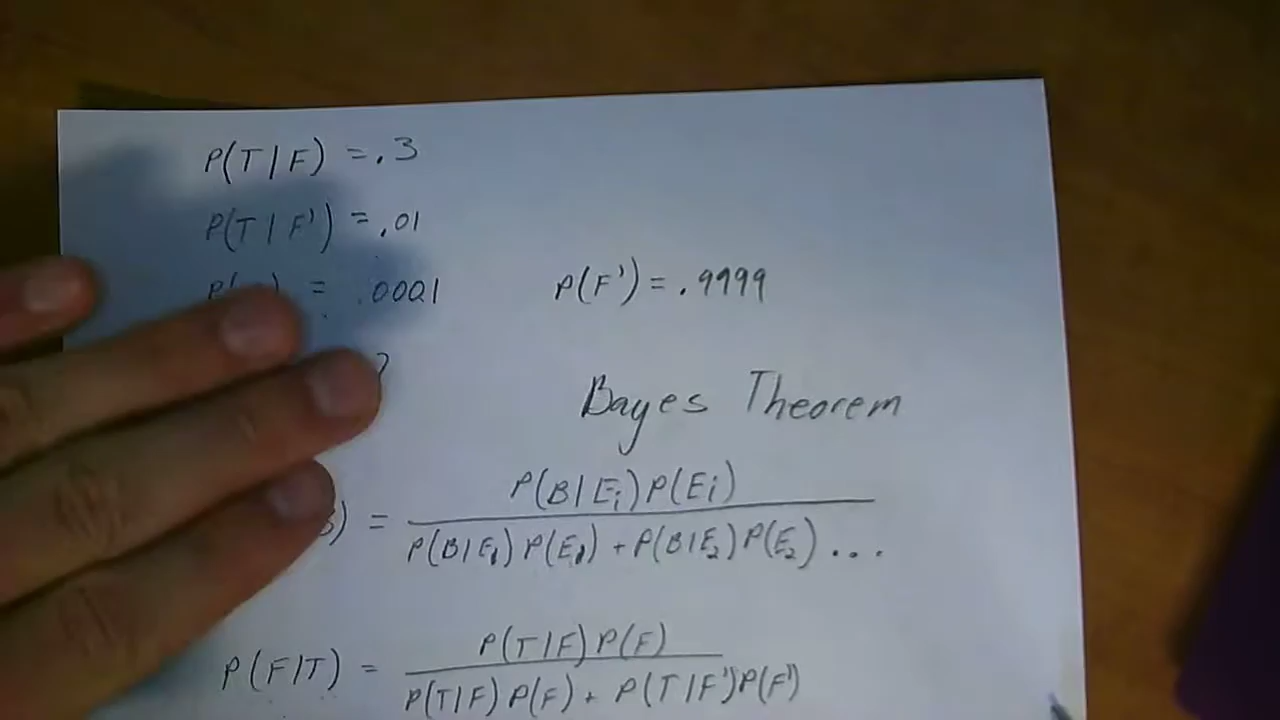 P(T|F) = .3
P(T|F') = .01
P( ) = .0001 P(F') = .9999
?
Bayes Theorem
) = P(B|Ei)P(Ei)
P(B|E1)P(E1) + P(B|E2)P(E2) ...
P(F|T) = P(T|F)P(F)
P(T|F)P(F) + P(T|F')P(F')